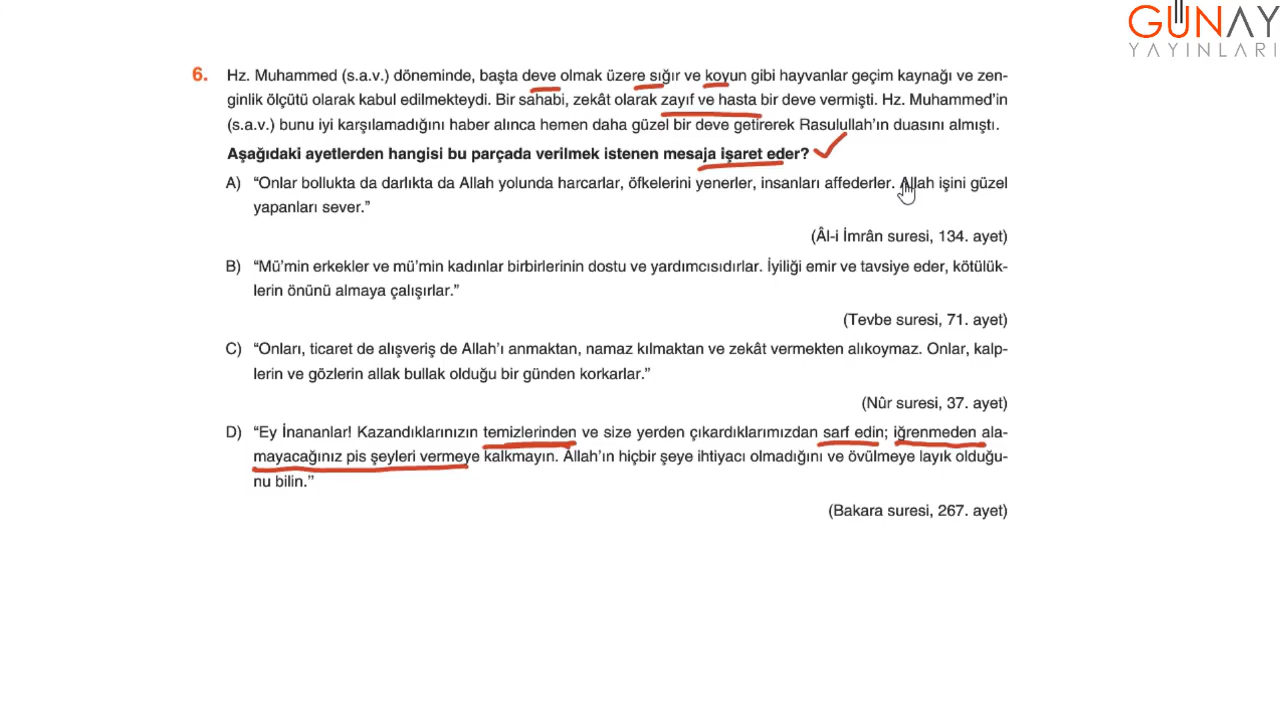 GÜNAY
YAYINLARI
6. Hz. Muhammed (s.a.v.) döneminde, başta deve olmak üzere sığır ve koyun gibi hayvanlar geçim kaynağı ve zen-
ginlik ölçütü olarak kabul edilmekteydi. Bir sahabi, zekât olarak zayıf ve hasta bir deve vermişti. Hz. Muhammed’in
(s.a.v.) bunu iyi karşılamadığını haber alınca hemen daha güzel bir deve getirerek Rasulullah’ın duasını almıştı.
Aşağıdaki ayetlerden hangisi bu parçada verilmek istenen mesaja işaret eder?
A) “Onlar bollukta da darlıkta da Allah yolunda harcarlar, öfkelerini yenerler, insanları affederler. Allah işini güzel
yapanları sever.”
(Âl-i İmrân suresi, 134. ayet)
B) “Mü’min erkekler ve mü’min kadınlar birbirlerinin dostu ve yardımcısıdırlar. İyiliği emir ve tavsiye eder, kötülük-
lerin önünü almaya çalışırlar.”
(Tevbe suresi, 71. ayet)
C) “Onları, ticaret de alışveriş de Allah’ı anmaktan, namaz kılmaktan ve zekât vermekten alıkoymaz. Onlar, kalp-
lerin ve gözlerin allak bullak olduğu bir günden korkarlar.”
(Nûr suresi, 37. ayet)
D) “Ey İnananlar! Kazandıklarınızın temizlerinden ve size yerden çıkardıklarımızdan sarf edin; iğrenmeden ala-
mayacağınız pis şeyleri vermeye kalkmayın. Allah’ın hiçbir şeye ihtiyacı olmadığını ve övülmeye layık olduğu-
nu bilin.’’
(Bakara suresi, 267. ayet)